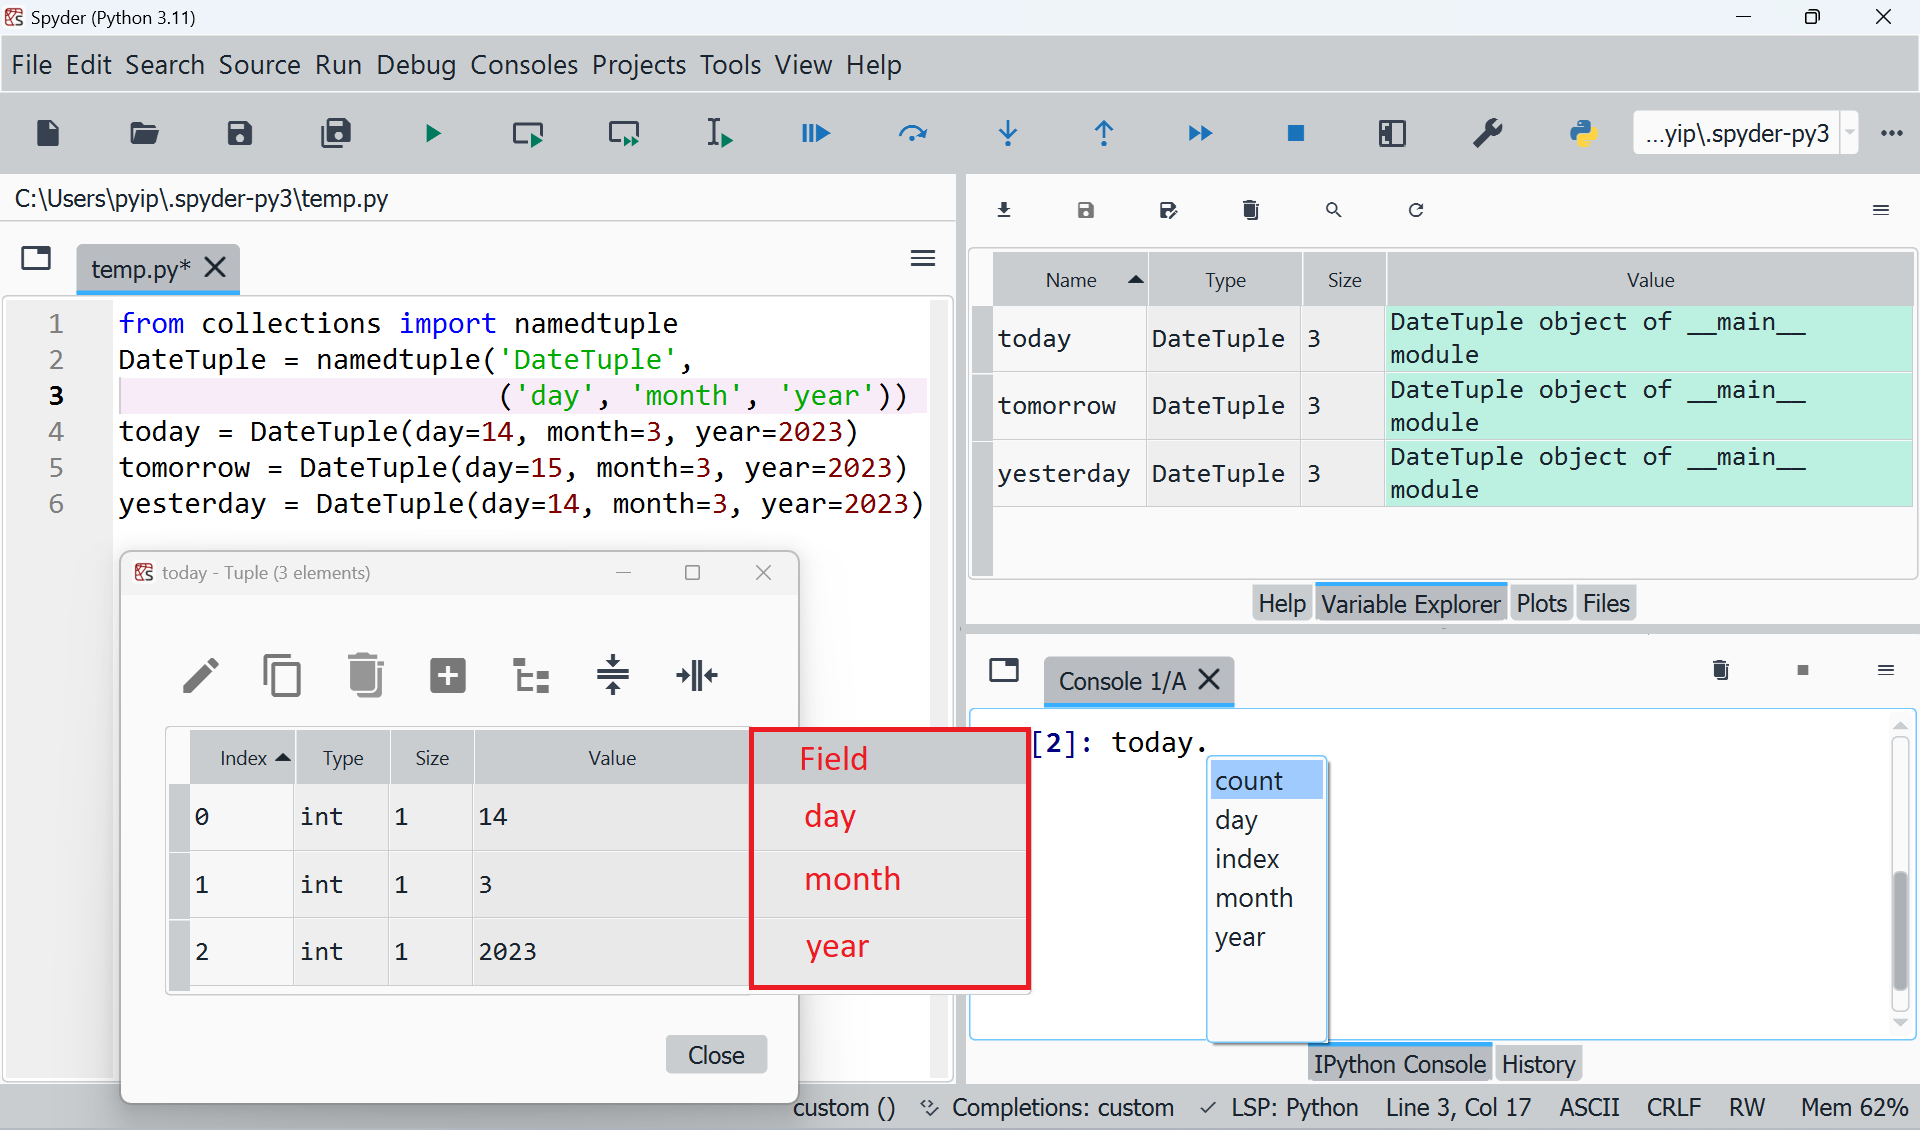 Spyder (Python 3.11)
File Edit Search Source Run Debug Consoles Projects Tools View Help
...yip\.spyder-py3
C:\Users\pyip\.spyder-py3\temp.py
temp.py*
1 from collections import namedtuple
2 DateTuple = namedtuple('DateTuple',
3 ('day', 'month', 'year'))
4 today = DateTuple(day=14, month=3, year=2023)
5 tomorrow = DateTuple(day=15, month=3, year=2023)
6 yesterday = DateTuple(day=14, month=3, year=2023)
Name Type Size Value
today DateTuple 3 DateTuple object of __main__
module
tomorrow DateTuple 3 DateTuple object of __main__
module
yesterday DateTuple 3 DateTuple object of __main__
module
Help Variable Explorer Plots Files
today - Tuple (3 elements)
Index Type Size Value Field
0 int 1 14 day
1 int 1 3 month
2 int 1 2023 year
Close
Console 1/A
[2]: today.
count
day
index
month
year
IPython Console History
custom () Completions: custom LSP: Python Line 3, Col 17 ASCII CRLF RW Mem 62%